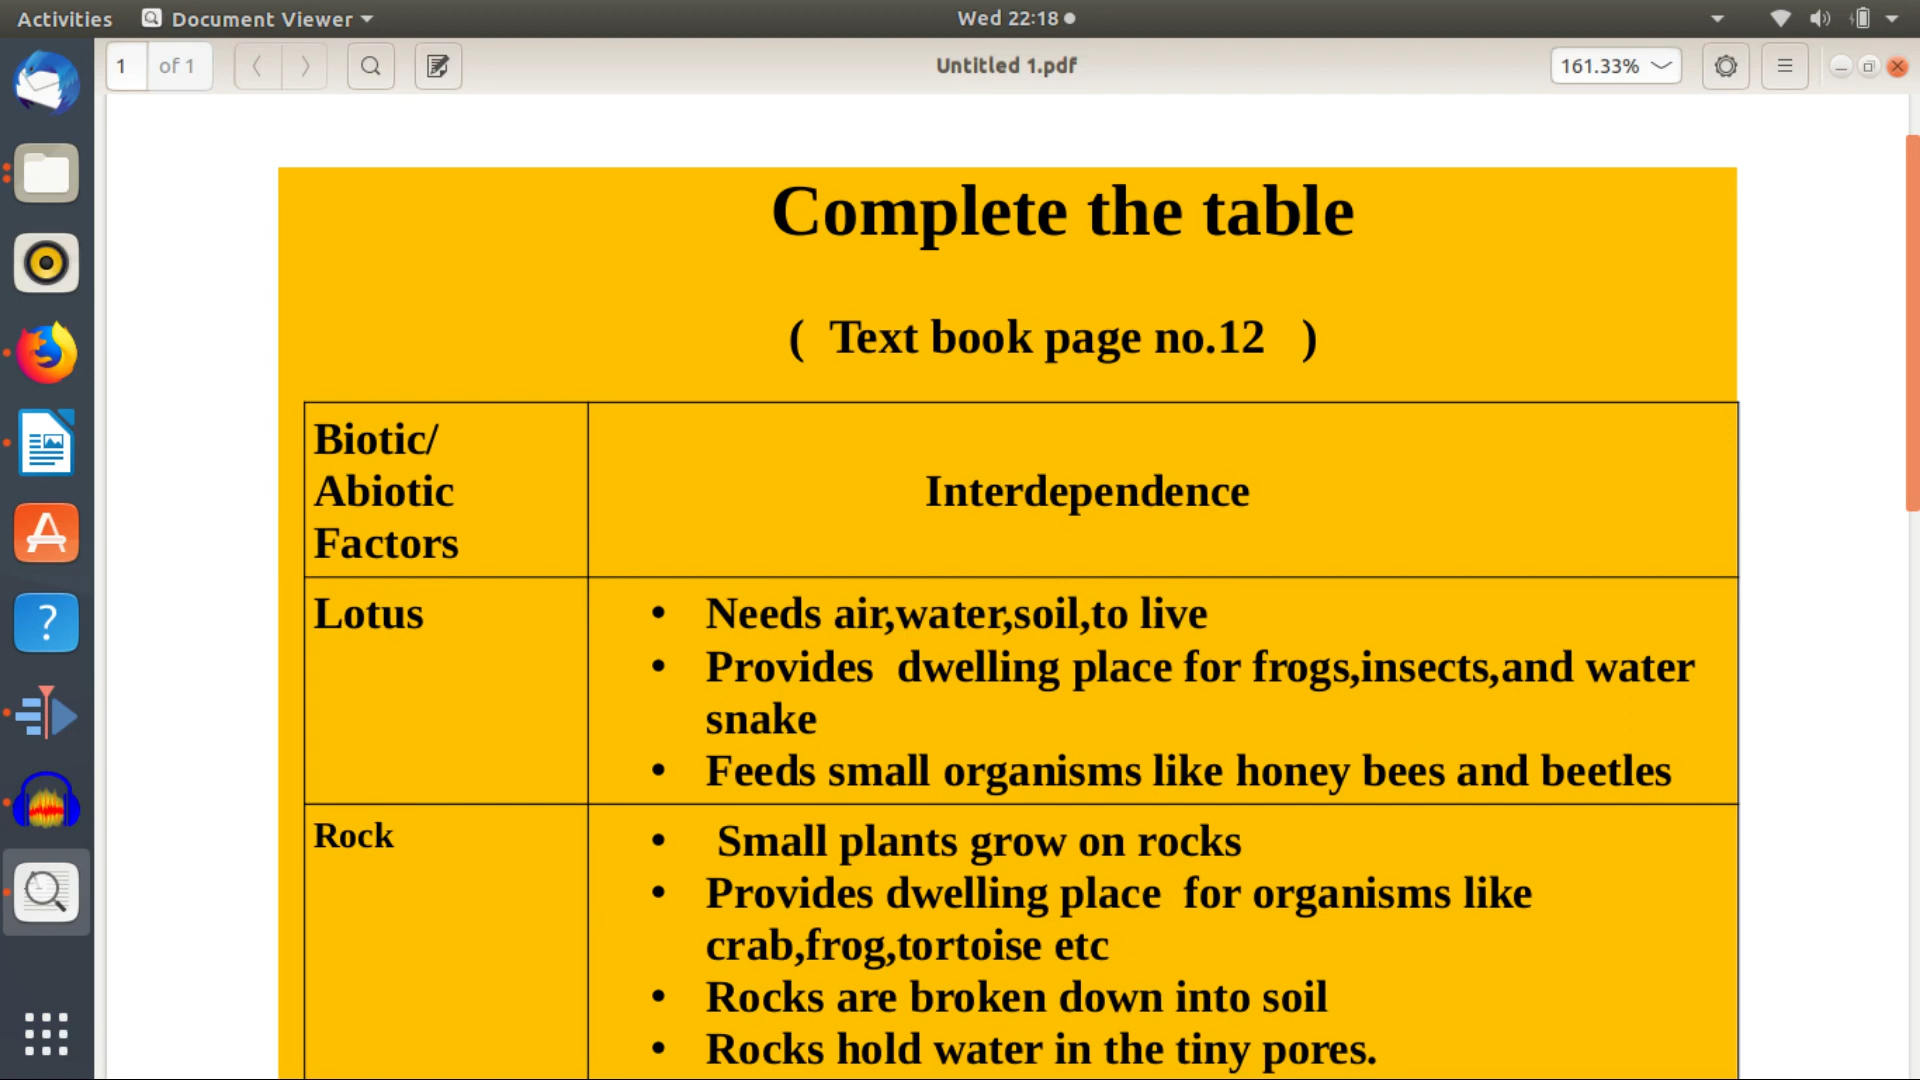 Activities Document Viewer Wed 22:18
1 of 1 Untitled 1.pdf 161.33%
Complete the table
( Text book page no.12 )
Biotic/
Abiotic
Factors
Interdependence
Lotus
• Needs air,water,soil,to live
• Provides dwelling place for frogs,insects,and water
snake
• Feeds small organisms like honey bees and beetles
Rock
• Small plants grow on rocks
• Provides dwelling place for organisms like
crab,frog,tortoise etc
• Rocks are broken down into soil
• Rocks hold water in the tiny pores.